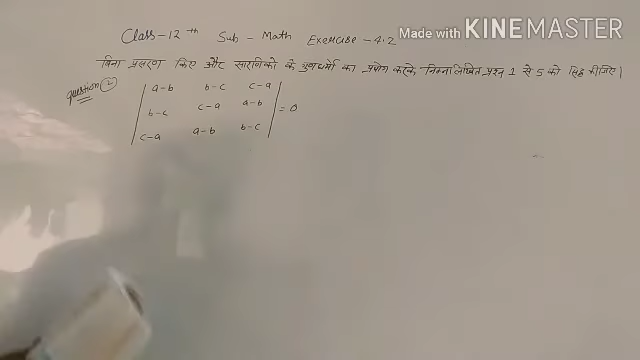 Made with KINEMASTER
Class-12th Sub - Math Exercise - 4.2
बिना प्रसरण किए और सारणिकों के गुणधर्मो का प्रयोग करके निम्नलिखित प्रश्न 1 से 5 को सिद्ध कीजिए।
question 2
a-b b-c c-a
b-c c-a a-b = 0
c-a a-b b-c